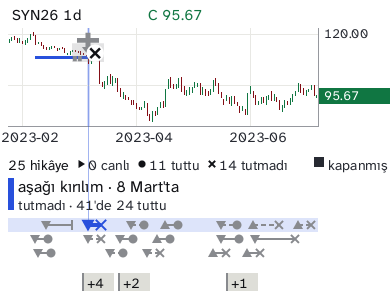 SYN26 1d C 95.67
120.00
95.67
2023-02 2023-04 2023-06
25 hikâye 0 canlı 11 tuttu 14 tutmadı kapanmış
aşağı kırılım · 8 Mart'ta
tutmadı · 41'de 24 tuttu
+4 +2 +1